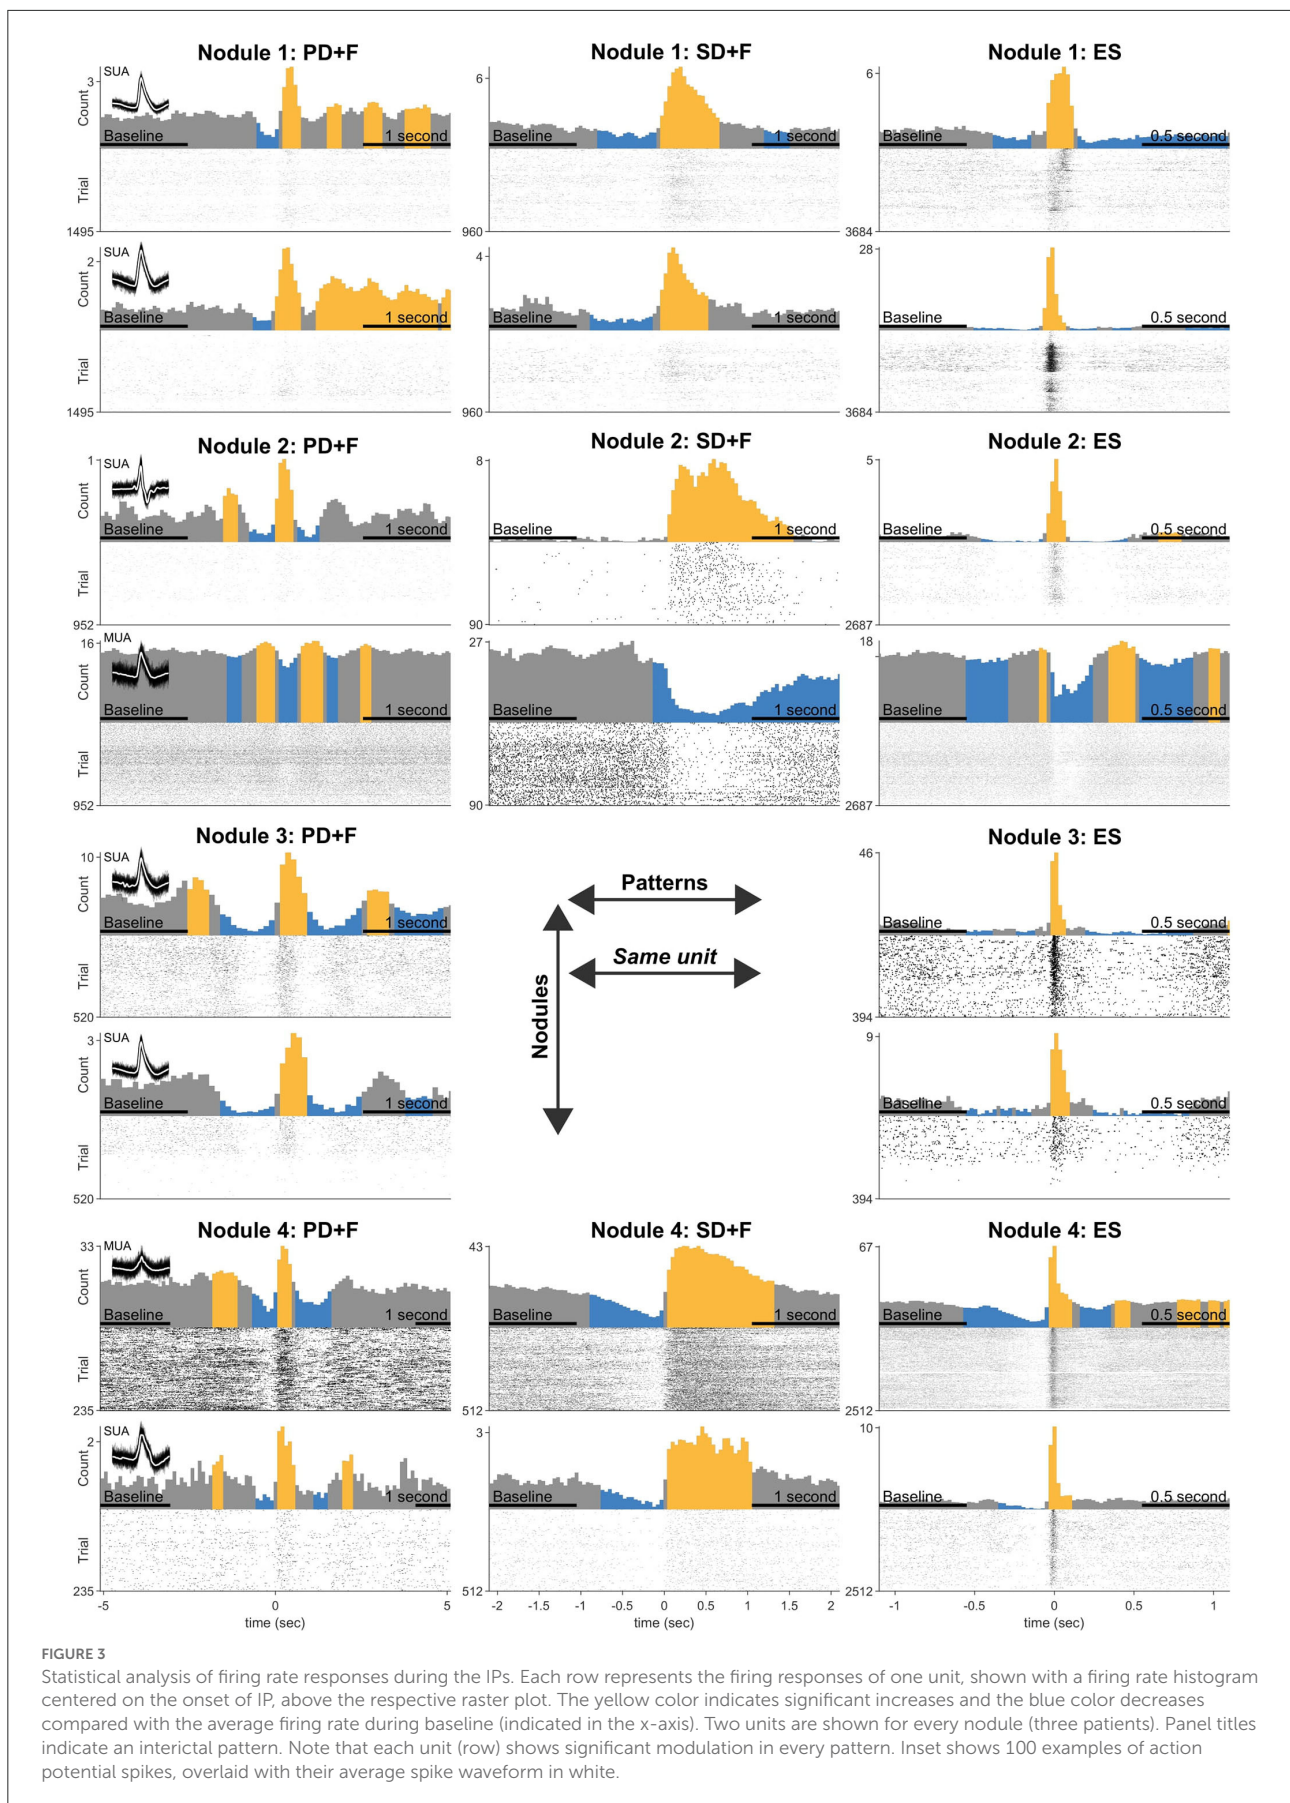 Nodule 1: PD+F
Nodule 1: SD+F
Nodule 1: ES
SUA
3
Count
Baseline
1 second
Trial
1495
6
Baseline
1 second
960
6
Baseline
0.5 second
3684
SUA
2
Count
Baseline
1 second
Trial
1495
4
Baseline
1 second
960
28
Baseline
0.5 second
3684
Nodule 2: PD+F
Nodule 2: SD+F
Nodule 2: ES
1
SUA
Count
Baseline
1 second
Trial
952
8
Baseline
1 second
90
5
Baseline
0.5 second
2687
MUA
16
Count
Baseline
1 second
Trial
952
27
Baseline
1 second
90
18
Baseline
0.5 second
2687
Nodule 3: PD+F
Nodule 3: ES
SUA
10
Count
Baseline
1 second
Trial
520
Patterns
Same unit
Nodules
46
Baseline
0.5 second
394
SUA
3
Count
Baseline
1 second
Trial
520
9
Baseline
0.5 second
394
Nodule 4: PD+F
Nodule 4: SD+F
Nodule 4: ES
33
MUA
Count
Baseline
1 second
Trial
235
43
Baseline
1 second
512
67
Baseline
0.5 second
2512
SUA
2
Count
Baseline
1 second
Trial
235
3
Baseline
1 second
512
10
Baseline
0.5 second
2512
-5 0 5
time (sec)
-2 -1.5 -1 -0.5 0 0.5 1 1.5 2
time (sec)
-1 -0.5 0 0.5 1
time (sec)
FIGURE 3
Statistical analysis of firing rate responses during the IPs. Each row represents the firing responses of one unit, shown with a firing rate histogram
centered on the onset of IP, above the respective raster plot. The yellow color indicates significant increases and the blue color decreases
compared with the average firing rate during baseline (indicated in the x-axis). Two units are shown for every nodule (three patients). Panel titles
indicate an interictal pattern. Note that each unit (row) shows significant modulation in every pattern. Inset shows 100 examples of action
potential spikes, overlaid with their average spike waveform in white.